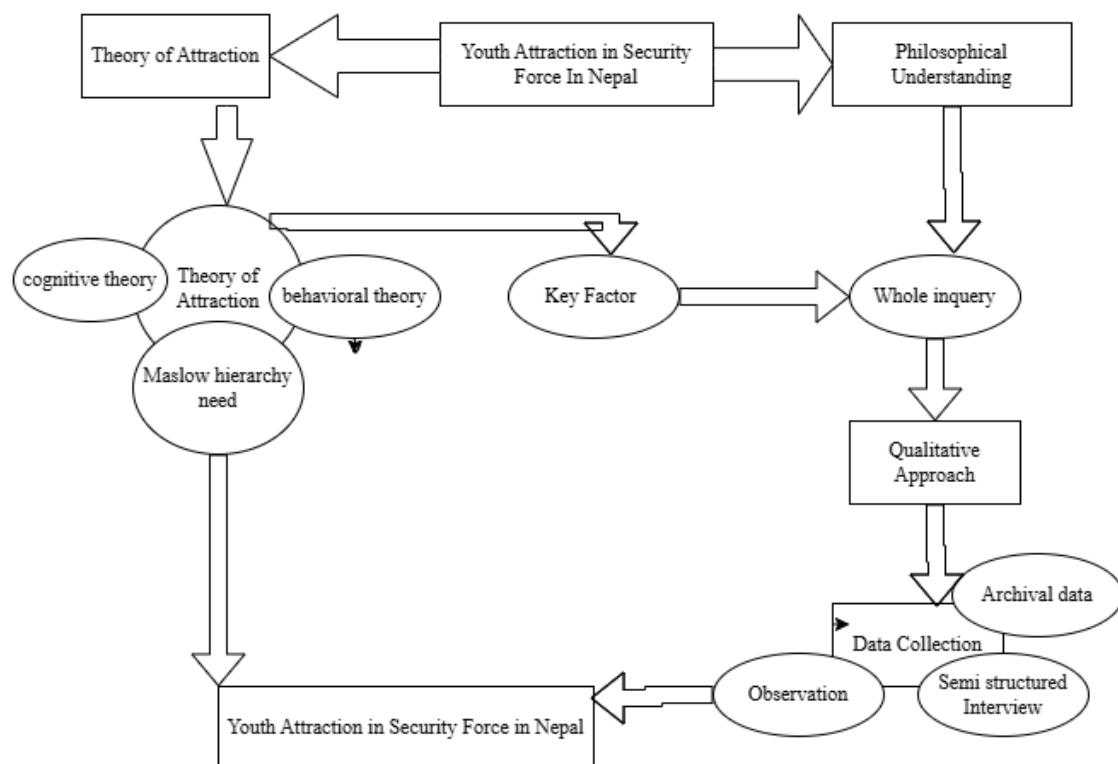 Theory of Attraction
Youth Attraction in Security
Force In Nepal
Philosophical
Understanding
cognitive theory
Theory of
Attraction
behavioral theory
Key Factor
Whole inquery
Maslow hierarchy
need
Qualitative
Approach
Archival data
Data Collection
Observation
Semi structured
Interview
Youth Attraction in Security Force in Nepal